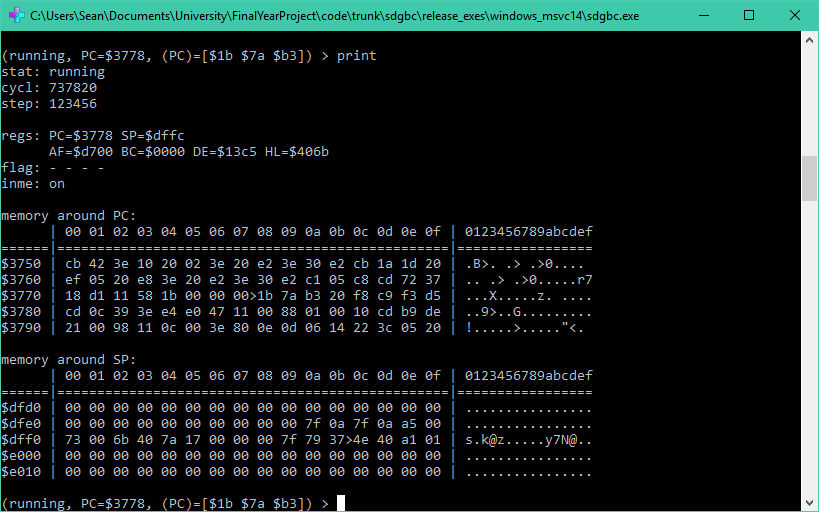 C:\Users\Sean\Documents\University\FinalYearProject\code\trunk\sdgbc\release_exes\windows_msvc14\sdgbc.exe
(running, PC=$3778, (PC)=[$1b $7a $b3]) > print
stat: running
cycl: 737820
step: 123456
regs: PC=$3778 SP=$dffc
      AF=$d700 BC=$0000 DE=$13c5 HL=$406b
flag: - - - -
inme: on
memory around PC:
      | 00 01 02 03 04 05 06 07 08 09 0a 0b 0c 0d 0e 0f | 0123456789abcdef
======|=================================================|=================
$3750 | cb 42 3e 10 20 02 3e 20 e2 3e 30 e2 cb 1a 1d 20 | .B>. .> .>0.... 
$3760 | ef 05 20 e8 3e 20 e2 3e 30 e2 c1 05 c8 cd 72 37 | .. .> .>0.....r7
$3770 | 18 d1 11 58 1b 00 00 00>1b 7a b3 20 f8 c9 f3 d5 | ...X.....z. ....
$3780 | cd 0c 39 3e e4 e0 47 11 00 88 01 00 10 cd b9 de | ..9>..G.........
$3790 | 21 00 98 11 0c 00 3e 80 0e 0d 06 14 22 3c 05 20 | !.....>....."<. 
memory around SP:
      | 00 01 02 03 04 05 06 07 08 09 0a 0b 0c 0d 0e 0f | 0123456789abcdef
======|=================================================|=================
$dfd0 | 00 00 00 00 00 00 00 00 00 00 00 00 00 00 00 00 | ................
$dfe0 | 00 00 00 00 00 00 00 00 00 00 7f 0a 7f 0a a5 00 | ................
$dff0 | 73 00 6b 40 7a 17 00 00 00 7f 79 37>4e 40 a1 01 | s.k@z.....y7N@..
$e000 | 00 00 00 00 00 00 00 00 00 00 00 00 00 00 00 00 | ................
$e010 | 00 00 00 00 00 00 00 00 00 00 00 00 00 00 00 00 | ................
(running, PC=$3778, (PC)=[$1b $7a $b3]) >